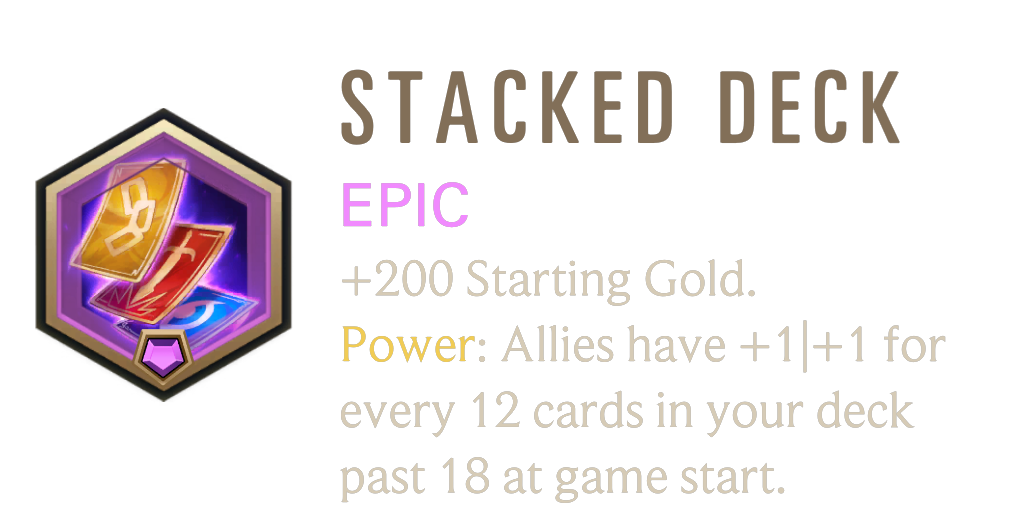 STACKED DECK
EPIC
+200 Starting Gold.
Power: Allies have +1|+1 for
every 12 cards in your deck
past 18 at game start.